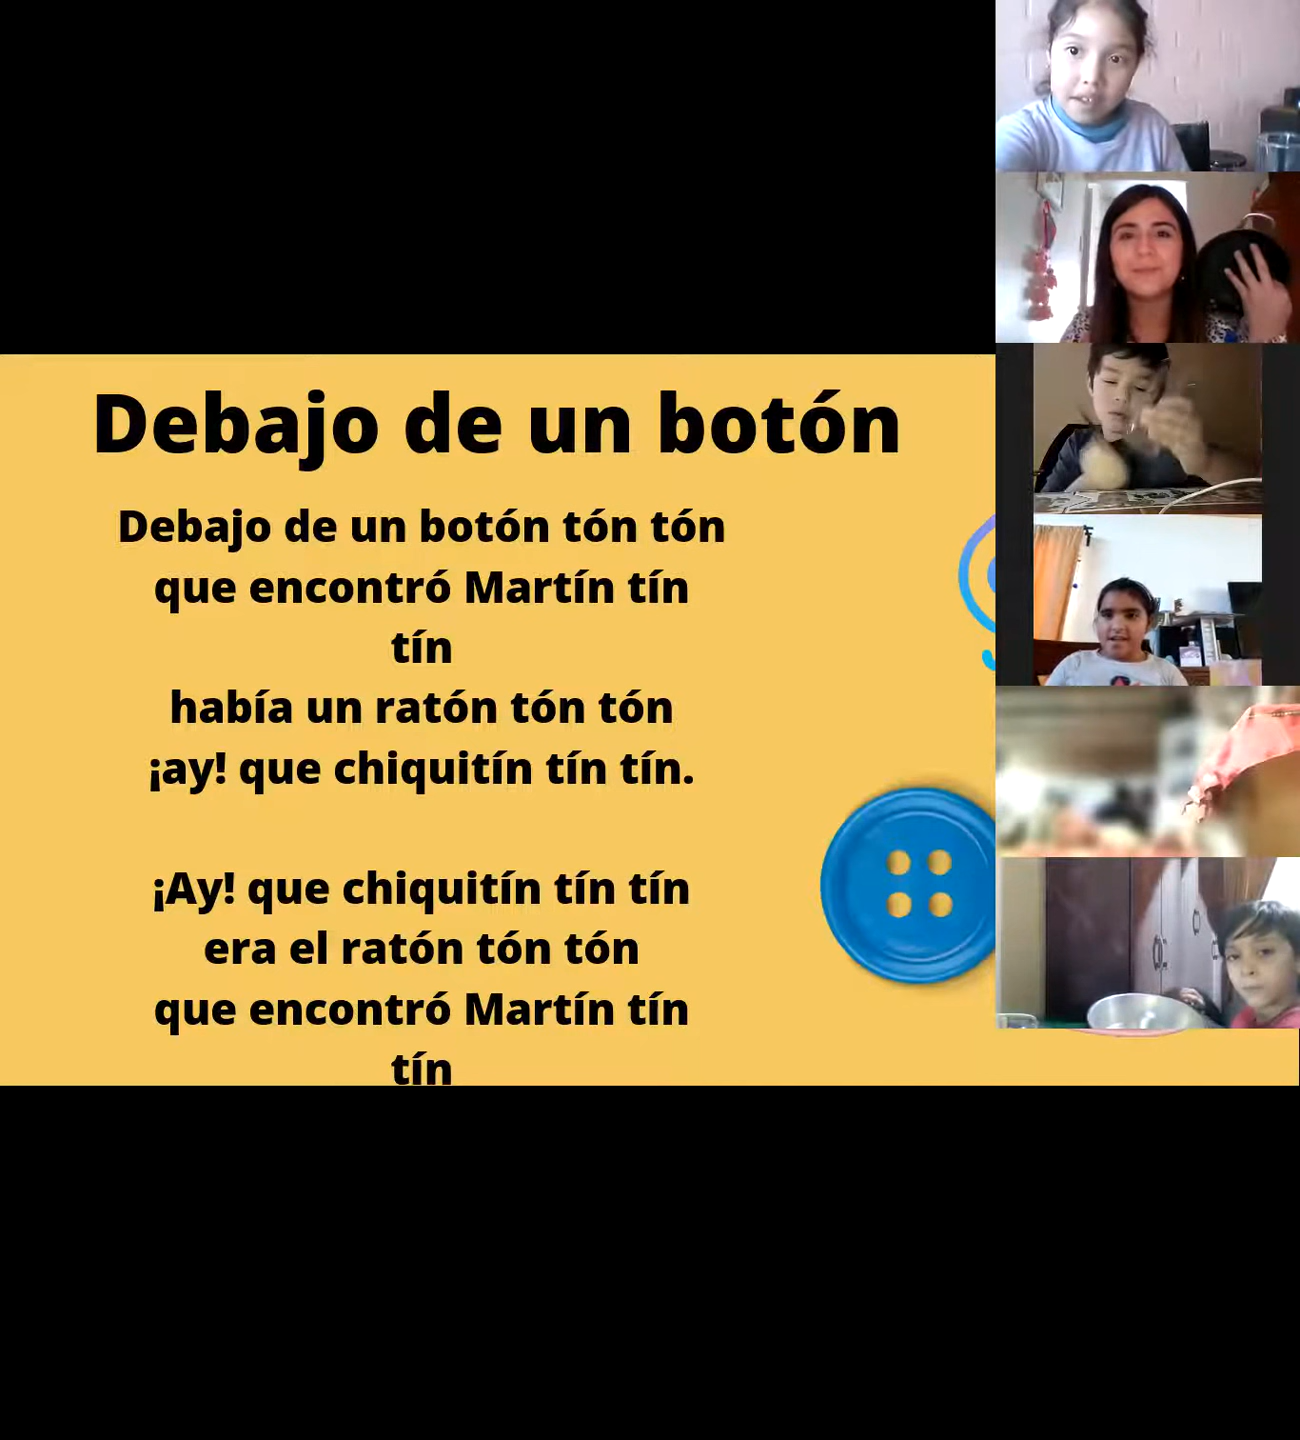 Debajo de un botón
Debajo de un botón tón tón
que encontró Martín tín
tín
había un ratón tón tón
¡ay! que chiquitín tín tín.
¡Ay! que chiquitín tín tín
era el ratón tón tón
que encontró Martín tín
tín